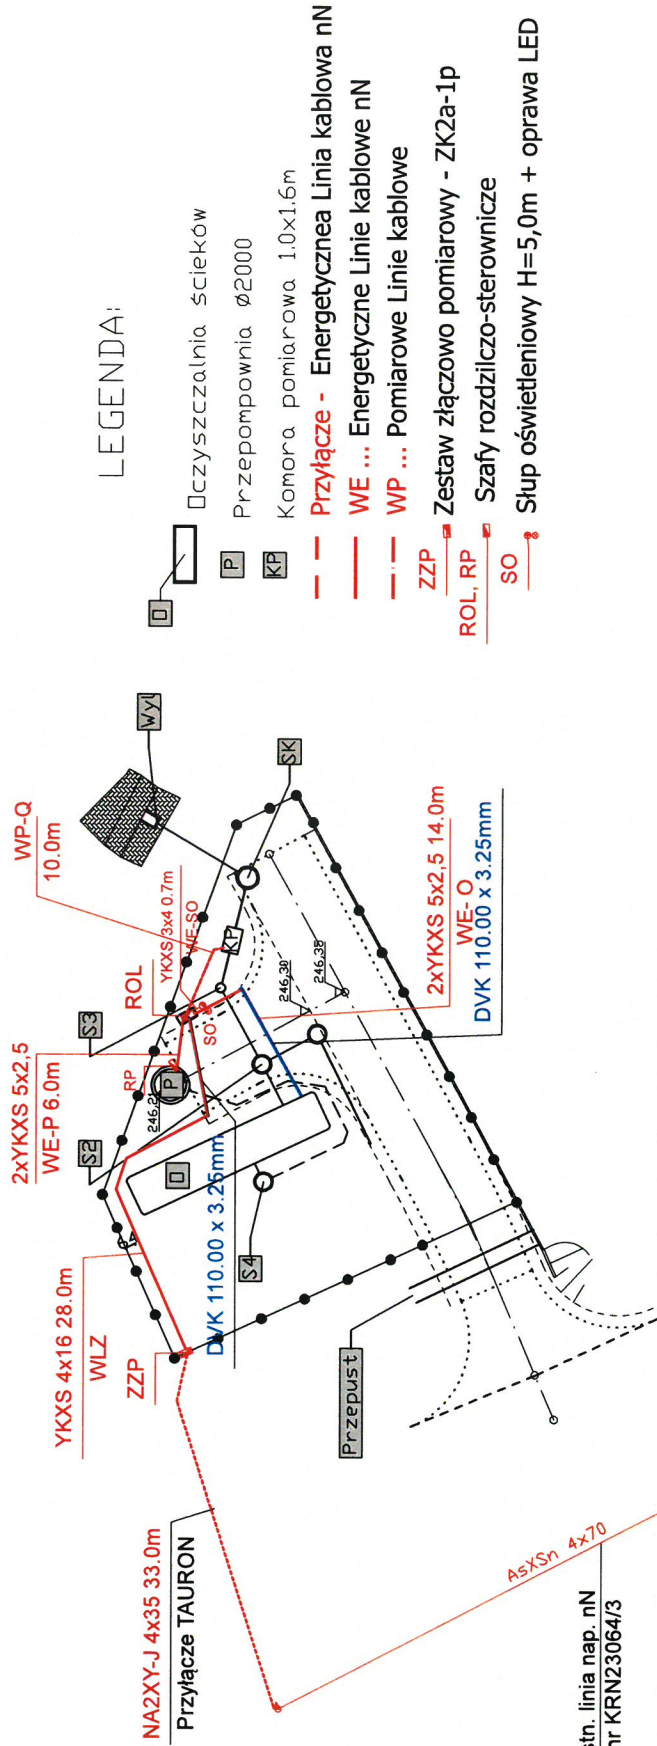 LEGENDA:
O
Oczyszczalnia ścieków
P
Przepompownia Ø2000
KP
Komora pomiarowa 1.0x1.6m
Przyłącze - Energetycznea Linia kablowa nN
WE ... Energetyczne Linie kablowe nN
WP ... Pomiarowe Linie kablowe
ZZP
Zestaw złączowo pomiarowy - ZK2a-1p
ROL, RP
Szafy rozdzilczo-sterownicze
SO
Słup oświetleniowy H=5,0m + oprawa LED
Wyl
WP-Q
10.0m
SK
YKXS 3x4 0.7m
WE-SO
KP
ROL
S3
SO
246,30
246,38
2xYKXS 5x2,5 14.0m
WE- O
DVK 110.00 x 3.25mm
2xYKXS 5x2,5
WE-P 6.0m
RP
P
246,21
S2
O
DVK 110.00 x 3.25mm
S4
YKXS 4x16 28.0m
WLZ
ZZP
Przepust
NA2XY-J 4x35 33.0m
Przyłącze TAURON
AsXSn 4x70
stn. linia nap. nN
nr KRN23064/3